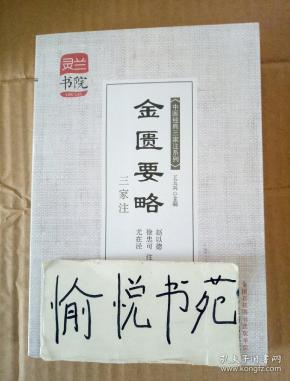 灵兰
书院
《中医经典三家注系列》
金匮要略
三家注
赵以德
徐忠可
尤在泾
愉悦书苑